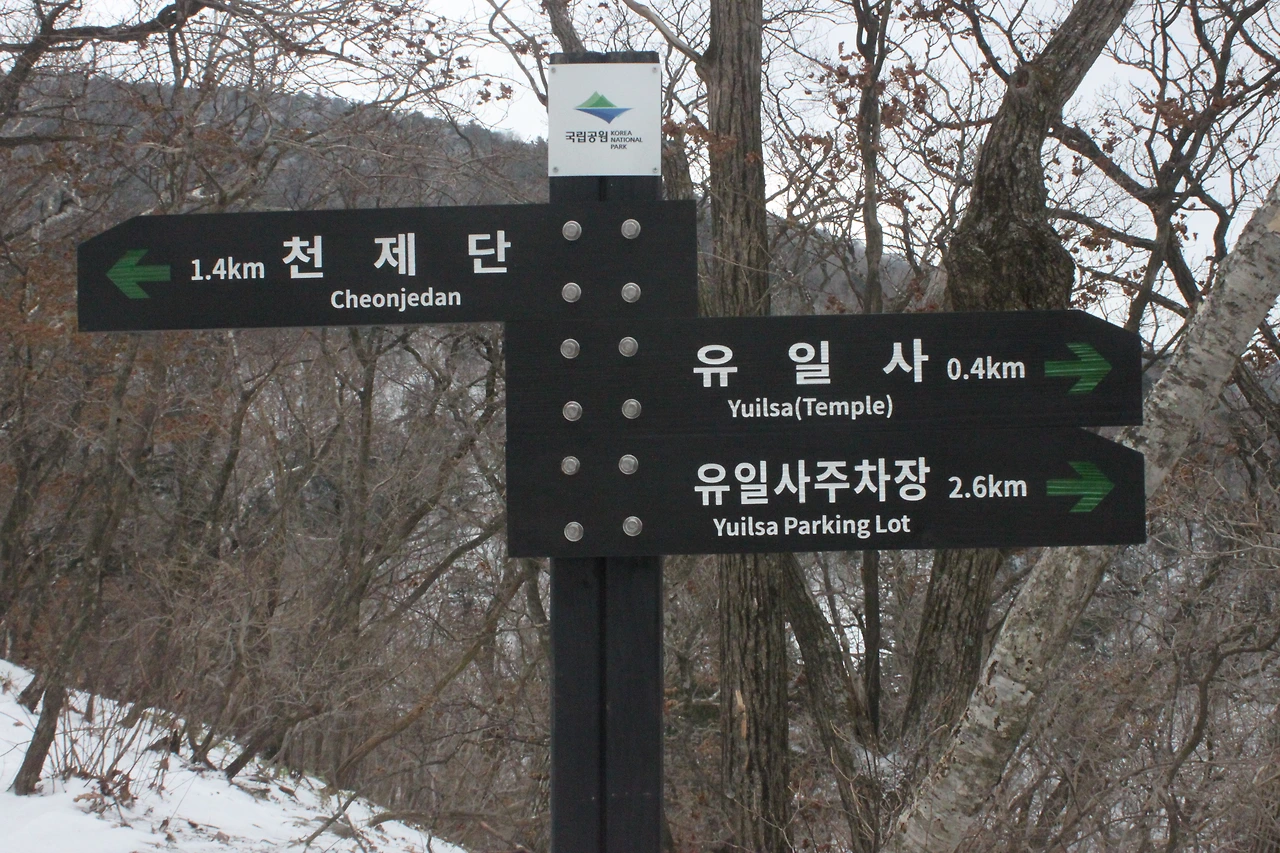 국립공원 KOREA
NATIONAL
PARK
1.4km 천 제 단
Cheonjedan
유 일 사 0.4km
Yuilsa(Temple)
유일사주차장 2.6km
Yuilsa Parking Lot